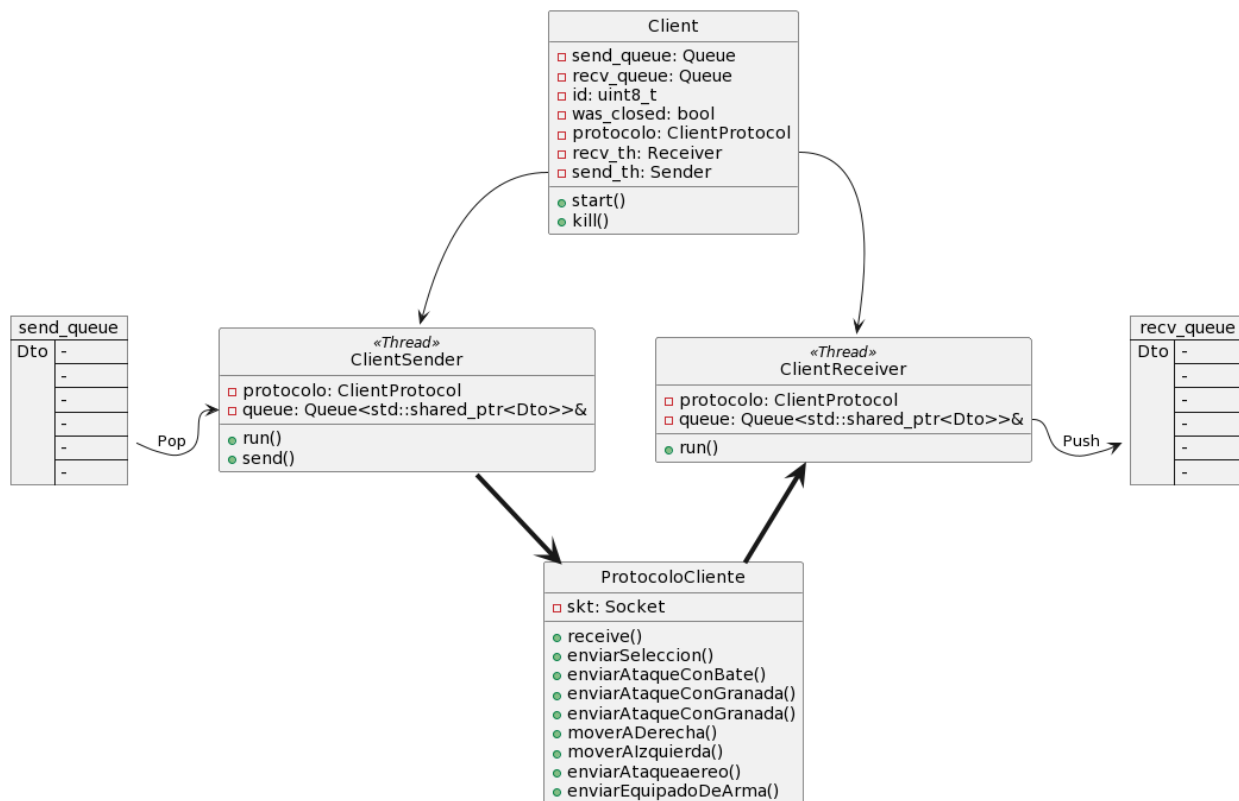 Client
send_queue: Queue
recv_queue: Queue
id: uint8_t
was_closed: bool
protocolo: ClientProtocol
recv_th: Receiver
send_th: Sender
start()
kill()
send_queue
Dto
-
-
-
-
-
-
Pop
«Thread»
ClientSender
protocolo: ClientProtocol
queue: Queue<std::shared_ptr<Dto>>&
run()
send()
«Thread»
ClientReceiver
protocolo: ClientProtocol
queue: Queue<std::shared_ptr<Dto>>&
run()
Push
recv_queue
Dto
-
-
-
-
-
-
ProtocoloCliente
skt: Socket
receive()
enviarSeleccion()
enviarAtaqueConBate()
enviarAtaqueConGranada()
enviarAtaqueConGranada()
moverADerecha()
moverAIzquierda()
enviarAtaqueaereo()
enviarEquipadoDeArma()